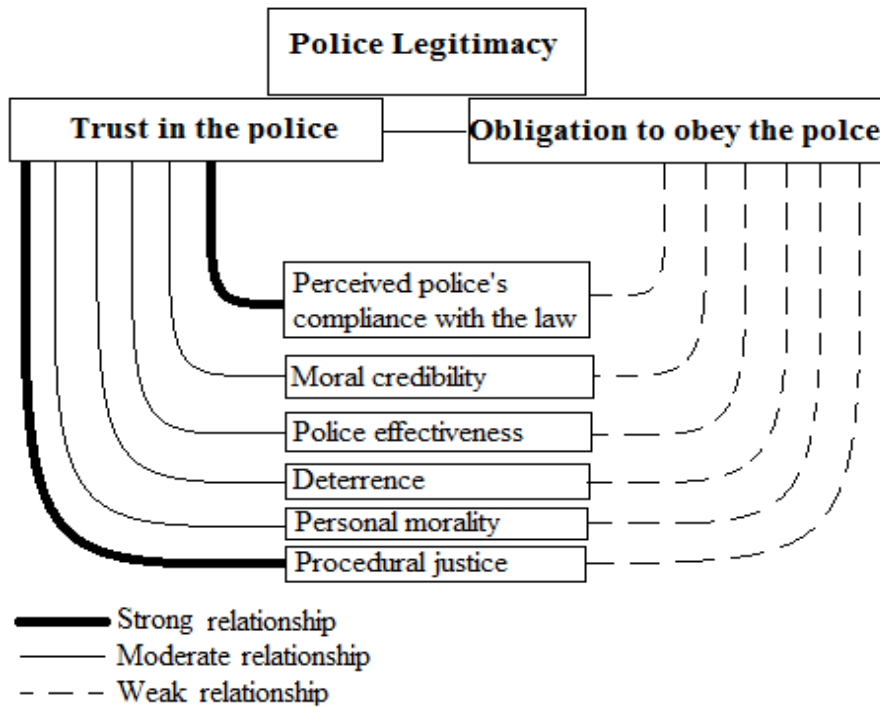 Police Legitimacy
Trust in the police
Obligation to obey the polce
Perceived police's
compliance with the law
Moral credibility
Police effectiveness
Deterrence
Personal morality
Procedural justice
Strong relationship
Moderate relationship
Weak relationship